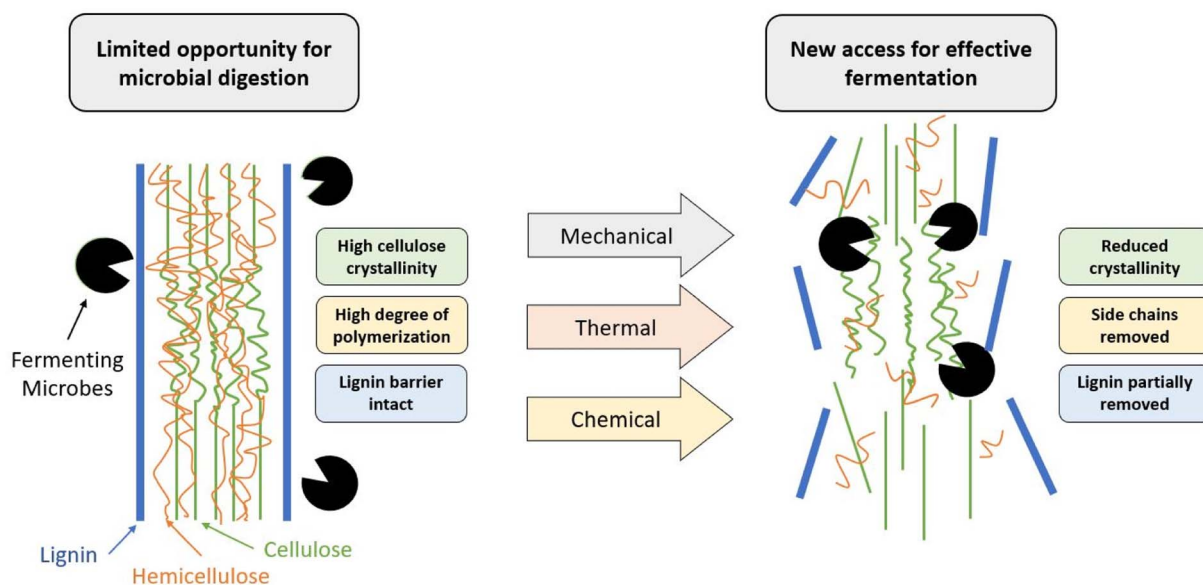 Limited opportunity for
microbial digestion
New access for effective
fermentation
High cellulose
crystallinity
High degree of
polymerization
Lignin barrier
intact
Fermenting
Microbes
Lignin
Hemicellulose
Cellulose
Mechanical
Thermal
Chemical
Reduced
crystallinity
Side chains
removed
Lignin partially
removed